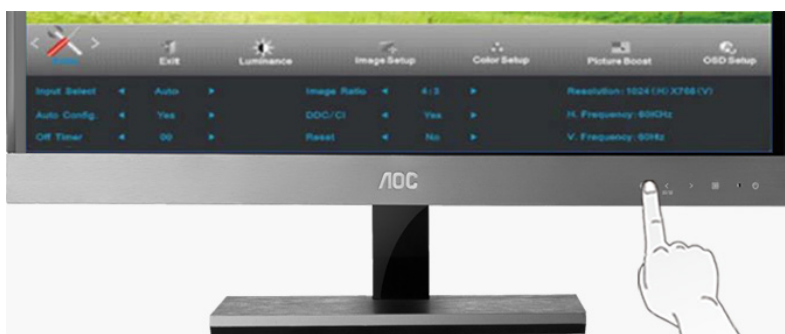 Exit
Luminance
Image Setup
Color Setup
Picture Boost
OSD Setup
Input Select Auto Image Ratio 4:3 Resolution: 1024(H)X768(V)
Auto Config. Yes DDC/CI Yes H. Frequency: 60KHz
Off Timer 00 Reset No V. Frequency: 60Hz
AOC